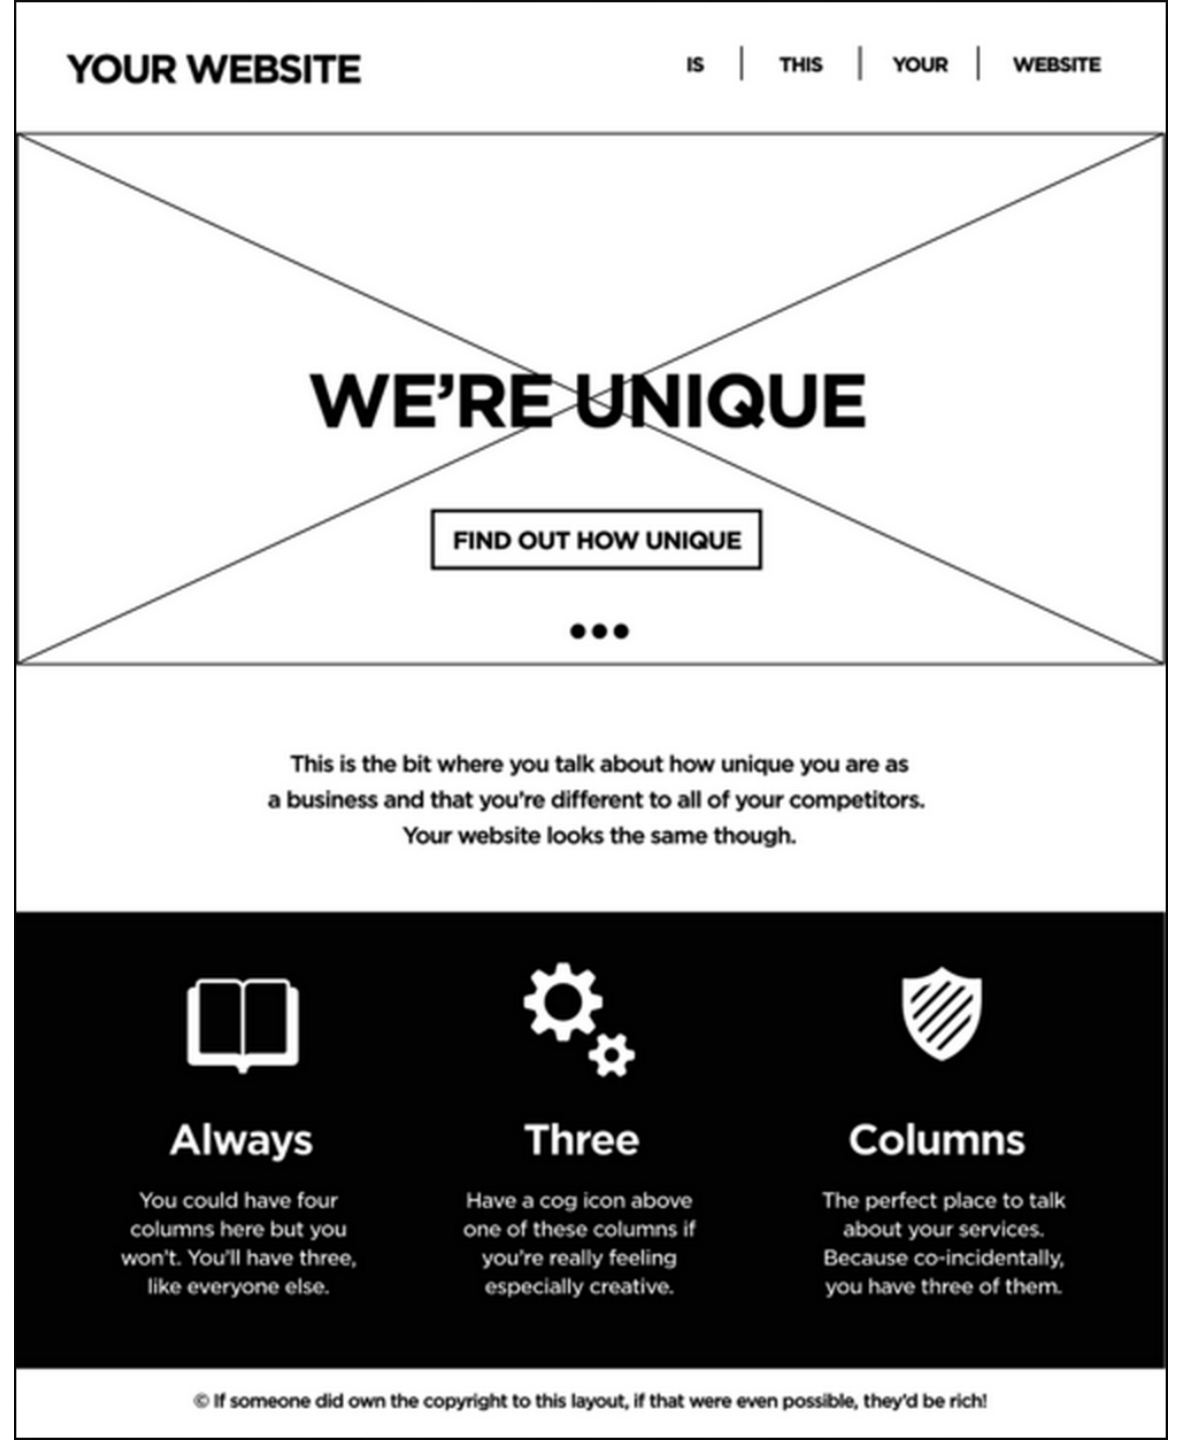 YOUR WEBSITE
IS | THIS | YOUR | WEBSITE
WE’RE UNIQUE
FIND OUT HOW UNIQUE
This is the bit where you talk about how unique you are as
a business and that you’re different to all of your competitors.
Your website looks the same though.
Always
You could have four
columns here but you
won’t. You’ll have three,
like everyone else.
Three
Have a cog icon above
one of these columns if
you’re really feeling
especially creative.
Columns
The perfect place to talk
about your services.
Because co-incidentally,
you have three of them.
© If someone did own the copyright to this layout, if that were even possible, they’d be rich!